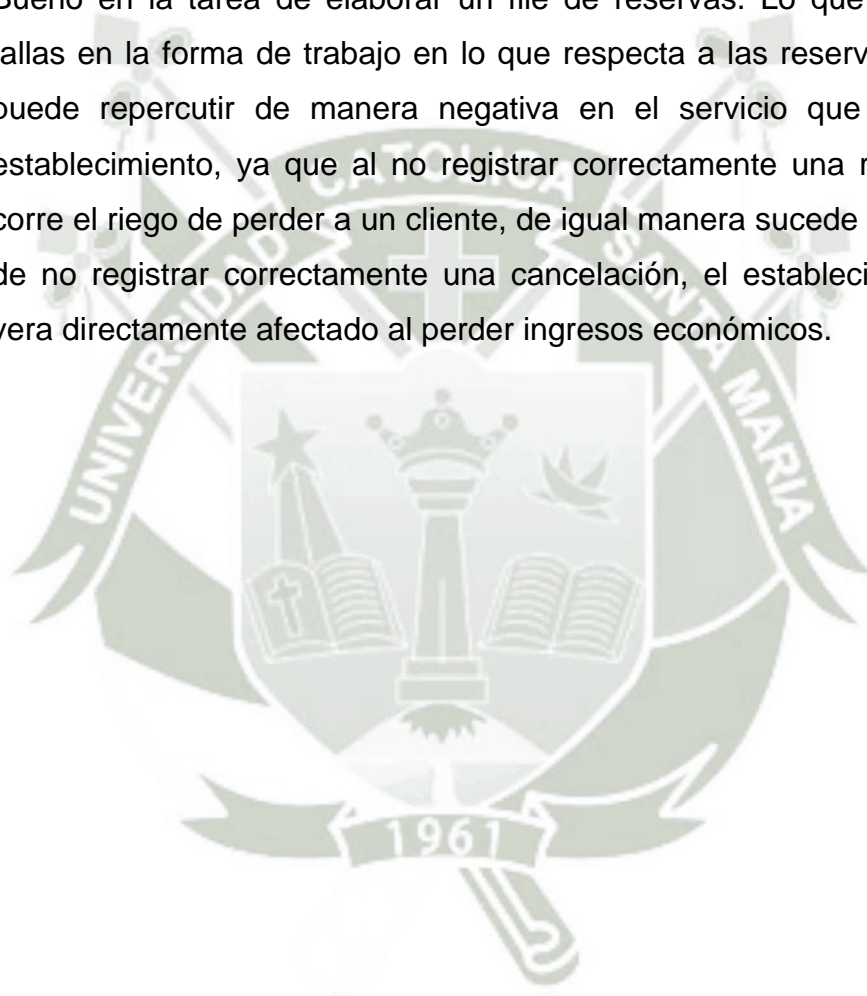 Bueno en la tarea de elaborar un file de reservas. Lo que
allas en la forma de trabajo en lo que respecta a las reserv
puede repercutir de manera negativa en el servicio que
establecimiento, ya que al no registrar correctamente una r
corre el riego de perder a un cliente, de igual manera sucede
de no registrar correctamente una cancelación, el estableci
vera directamente afectado al perder ingresos económicos.
UNIVERSIDAD CATOLICA SANTA MARIA
1961